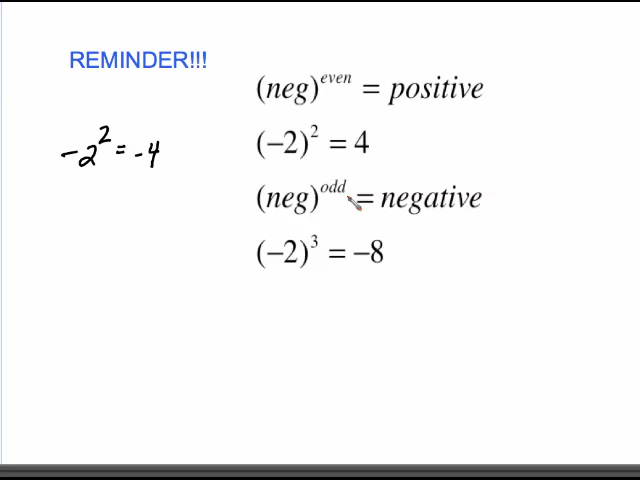 REMINDER!!!
(neg)^even = positive
-2² = -4
(-2)² = 4
(neg)^odd = negative
(-2)³ = -8